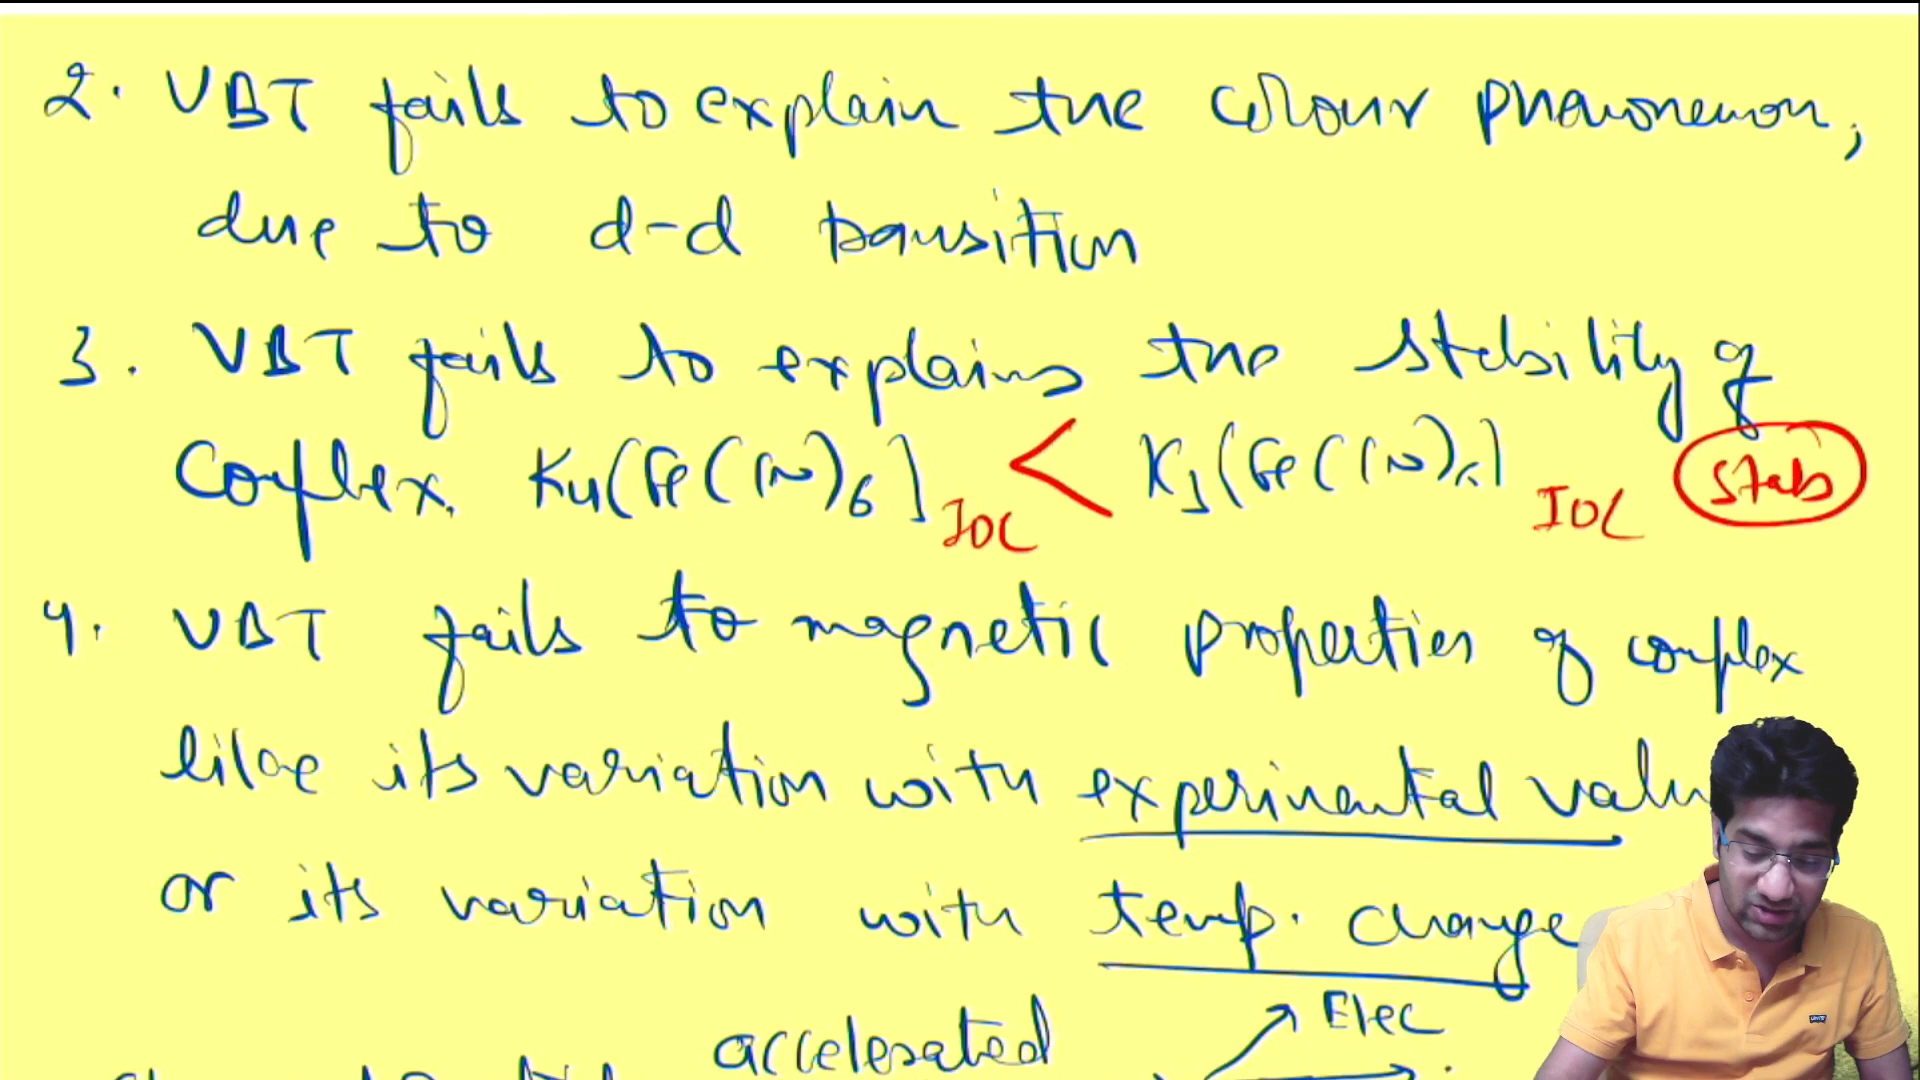 2. VBT fails to explain the colour phenomenon,
due to d-d transition
3. VBT fails to explains the stability of
Complex. K4[Fe(CN)6] IOC < K3[Fe(CN)6] IOC Stab
4. VBT fails to magnetic properties of complex
like its variation with experimental valu
or its variation with temp. change
accelerated Elec